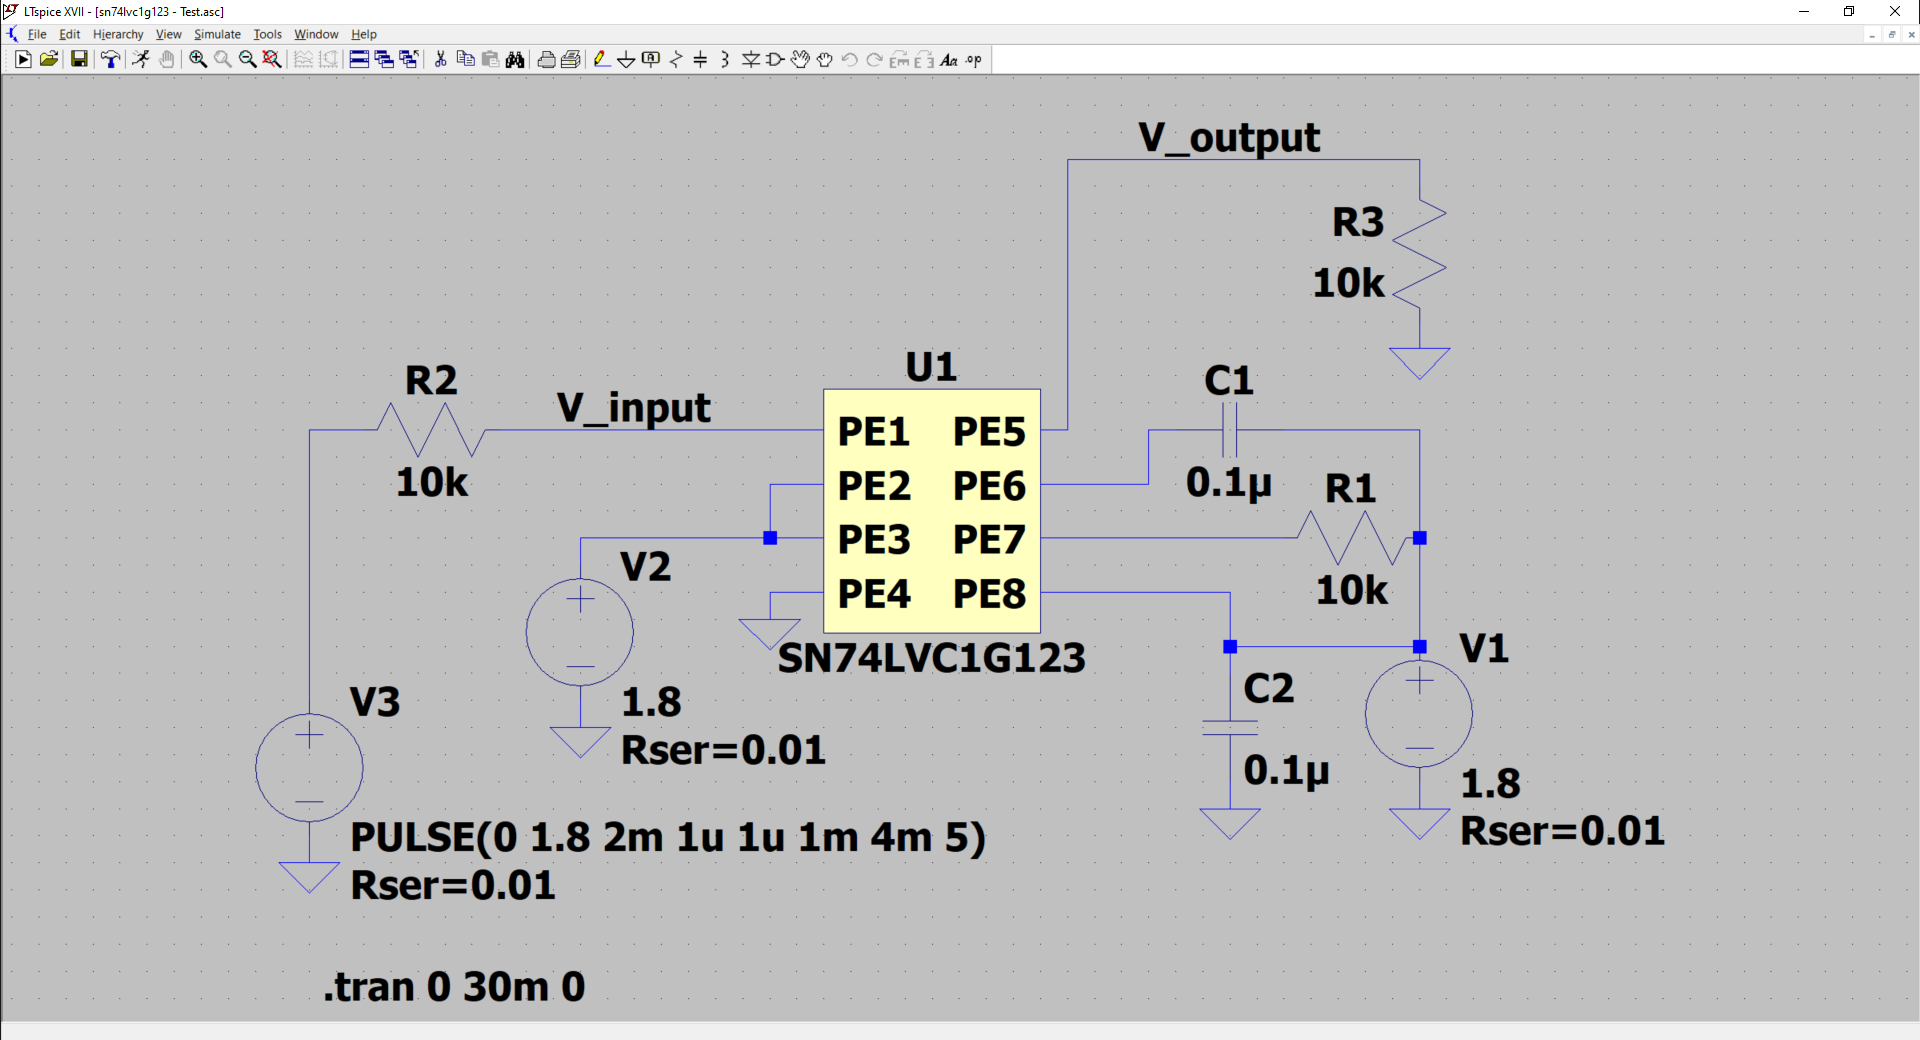 LTspice XVII - [sn74lvc1g123 - Test.asc]
File Edit Hierarchy View Simulate Tools Window Help
Aa .op
V_output
R3
10k
U1
R2
V_input
10k
C1
0.1µ
PE1 PE5
PE2 PE6
PE3 PE7
PE4 PE8
R1
10k
V2
SN74LVC1G123
V1
1.8
Rser=0.01
C2
0.1µ
V3
1.8
Rser=0.01
PULSE(0 1.8 2m 1u 1u 1m 4m 5)
Rser=0.01
.tran 0 30m 0